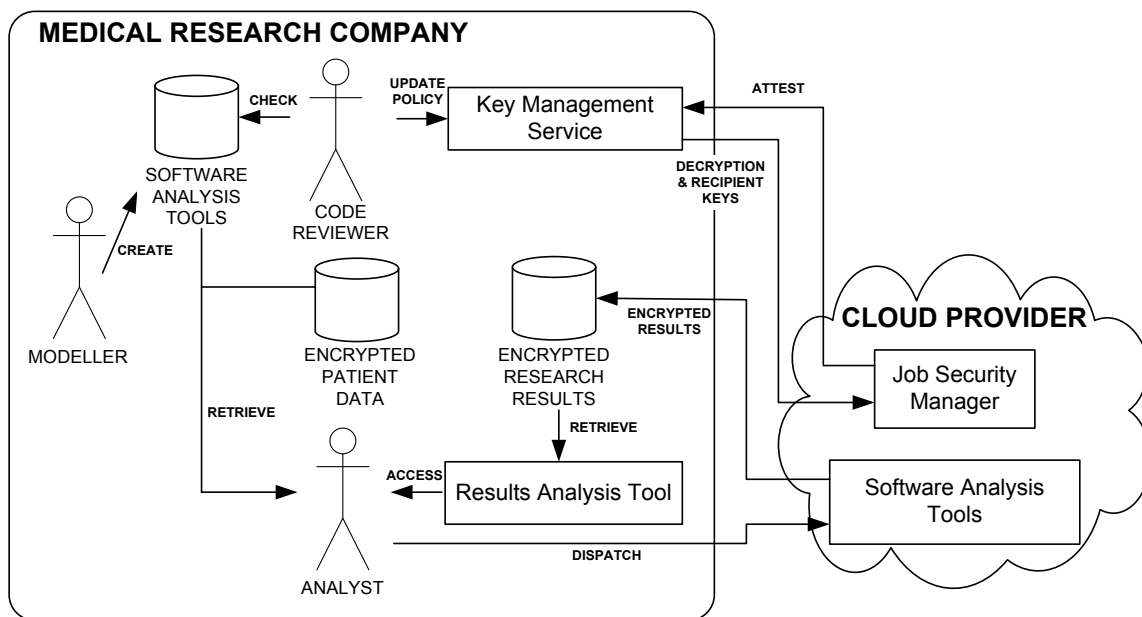 MEDICAL RESEARCH COMPANY
CHECK
UPDATE
POLICY
Key Management
Service
ATTEST
DECRYPTION
& RECIPIENT
KEYS
SOFTWARE
ANALYSIS
TOOLS
CODE
REVIEWER
CREATE
MODELLER
ENCRYPTED
PATIENT
DATA
ENCRYPTED
RESEARCH
RESULTS
ENCRYPTED
RESULTS
CLOUD PROVIDER
Job Security
Manager
RETRIEVE
RETRIEVE
ACCESS
Results Analysis Tool
Software Analysis
Tools
DISPATCH
ANALYST